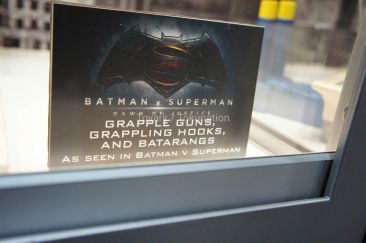 BATMAN V SUPERMAN
DAWN OF JUSTICE
GRAPPLE GUNS,
GRAPPLING HOOKS,
AND BATARANGS
AS SEEN IN BATMAN V SUPERMAN